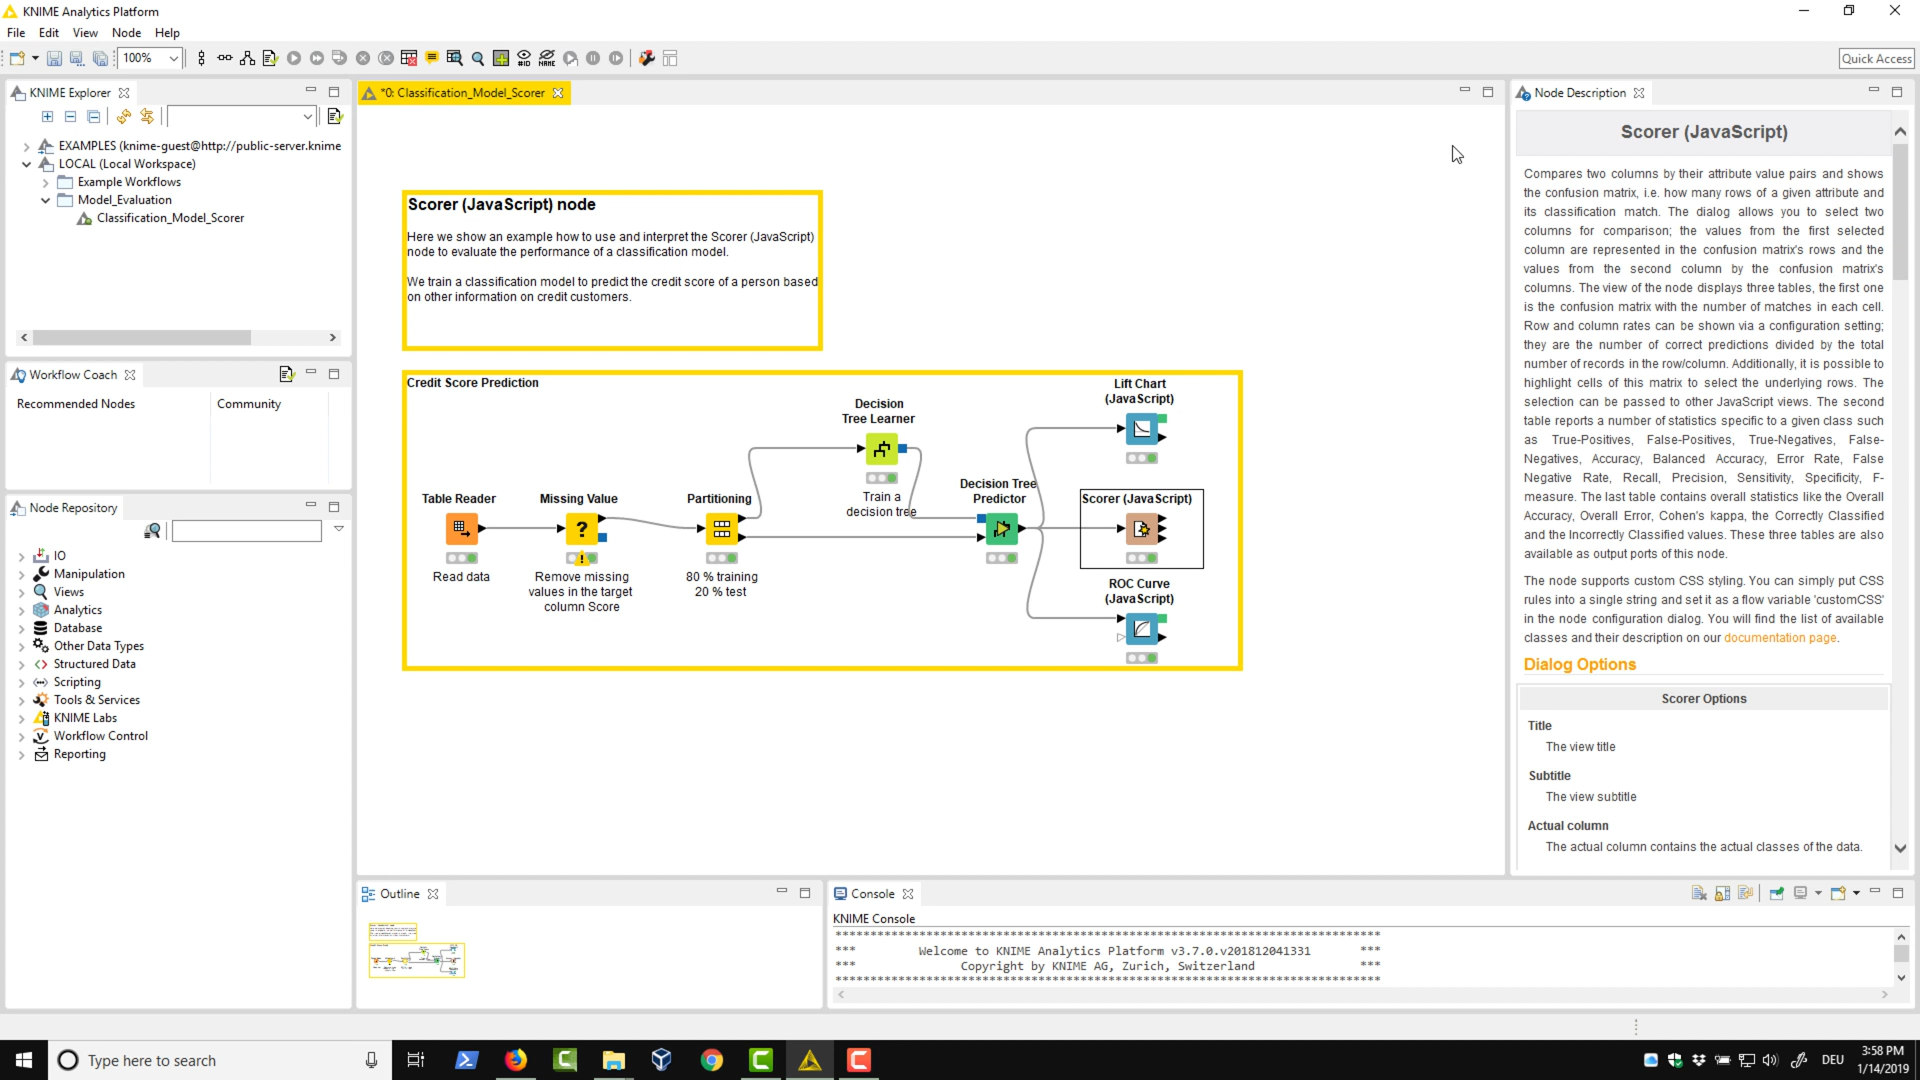 KNIME Analytics Platform
File Edit View Node Help
100%
Quick Access
KNIME Explorer
EXAMPLES (knime-guest@http://public-server.knime
LOCAL (Local Workspace)
Example Workflows
Model_Evaluation
Classification_Model_Scorer
Workflow Coach
Recommended Nodes Community
Node Repository
IO
Manipulation
Views
Analytics
Database
Other Data Types
Structured Data
Scripting
Tools & Services
KNIME Labs
Workflow Control
Reporting
*0: Classification_Model_Scorer
Scorer (JavaScript) node
Here we show an example how to use and interpret the Scorer (JavaScript)
node to evaluate the performance of a classification model.
We train a classification model to predict the credit score of a person based
on other information on credit customers.
Credit Score Prediction
Table Reader
Read data
Missing Value
Remove missing
values in the target
column Score
Partitioning
80 % training
20 % test
Decision
Tree Learner
Train a
decision tree
Decision Tree
Predictor
Lift Chart
(JavaScript)
Scorer (JavaScript)
ROC Curve
(JavaScript)
Outline
Console
KNIME Console
***********************************************************************
*** Welcome to KNIME Analytics Platform v3.7.0.v201812041331 ***
*** Copyright by KNIME AG, Zurich, Switzerland ***
***********************************************************************
Node Description
Scorer (JavaScript)
Compares two columns by their attribute value pairs and shows
the confusion matrix, i.e. how many rows of a given attribute and
its classification match. The dialog allows you to select two
columns for comparison; the values from the first selected
column are represented in the confusion matrix's rows and the
values from the second column by the confusion matrix's
columns. The view of the node displays three tables, the first one
is the confusion matrix with the number of matches in each cell.
Row and column rates can be shown via a configuration setting;
they are the number of correct predictions divided by the total
number of records in the row/column. Additionally, it is possible to
highlight cells of this matrix to select the underlying rows. The
selection can be passed to other JavaScript views. The second
table reports a number of statistics specific to a given class such
as True-Positives, False-Positives, True-Negatives, False-
Negatives, Accuracy, Balanced Accuracy, Error Rate, False
Negative Rate, Recall, Precision, Sensitivity, Specificity, F-
measure. The last table contains overall statistics like the Overall
Accuracy, Overall Error, Cohen's kappa, the Correctly Classified
and the Incorrectly Classified values. These three tables are also
available as output ports of this node.
The node supports custom CSS styling. You can simply put CSS
rules into a single string and set it as a flow variable 'customCSS'
in the node configuration dialog. You will find the list of available
classes and their description on our documentation page.
Dialog Options
Scorer Options
Title
The view title
Subtitle
The view subtitle
Actual column
The actual column contains the actual classes of the data.
Type here to search
DEU
3:58 PM
1/14/2019